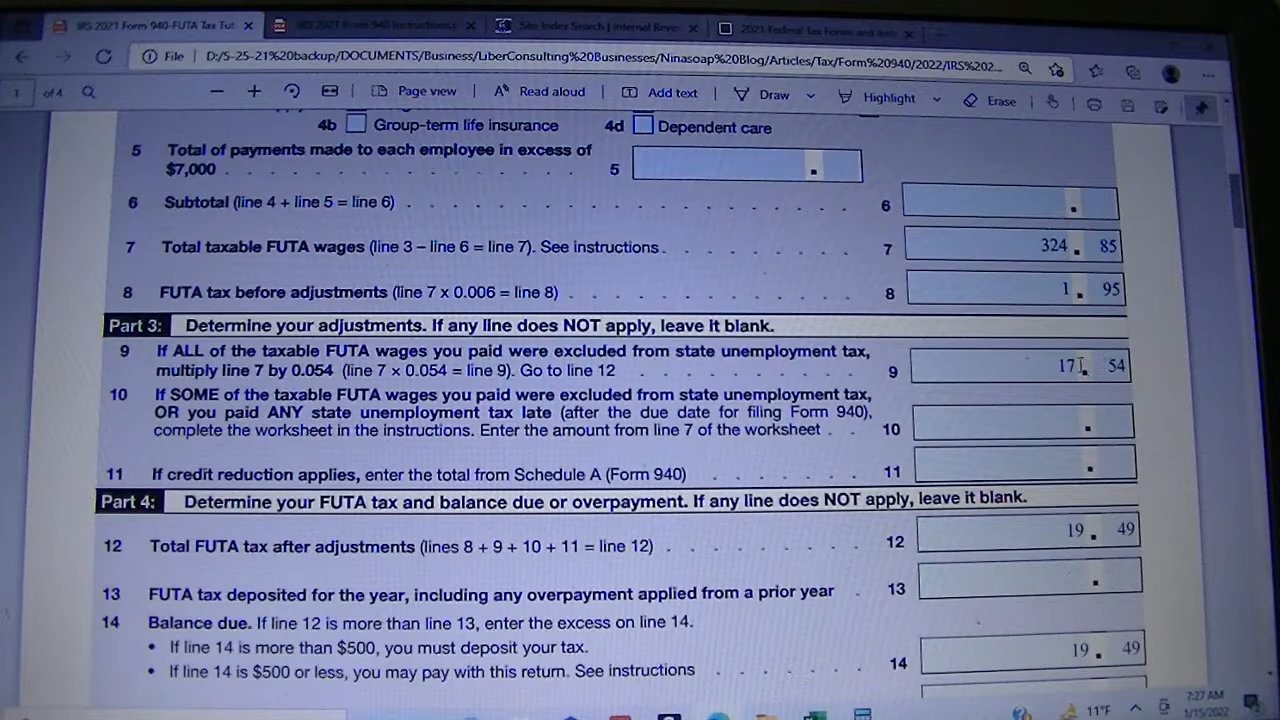 IRS 2021 Form 940-FUTA Tax Tut
IRS 2021 Form 940 Instructions
Site Index Search | Internal Reve
2021 Federal Tax Forms and Instr
File D:/5-25-21%20backup/DOCUMENTS/Business/LiberConsulting%20Businesses/Ninasoap%20Blog/Articles/Tax/Form%20940/2022/IRS%202...
1 of 4 Page view Read aloud Add text Draw Highlight Erase
4b Group-term life insurance 4d Dependent care
5 Total of payments made to each employee in excess of
$7,000 . . . . . . . . . . . . . . . . 5 .
6 Subtotal (line 4 + line 5 = line 6) . . . . . . . . . . . . . . . . . . 6 .
7 Total taxable FUTA wages (line 3 – line 6 = line 7). See instructions . . . . . . . 7 324 . 85
8 FUTA tax before adjustments (line 7 x 0.006 = line 8) . . . . . . . . . . . 8 1 . 95
Part 3: Determine your adjustments. If any line does NOT apply, leave it blank.
9 If ALL of the taxable FUTA wages you paid were excluded from state unemployment tax,
multiply line 7 by 0.054 (line 7 × 0.054 = line 9). Go to line 12 . . . . . . . . . 9 17 . 54
10 If SOME of the taxable FUTA wages you paid were excluded from state unemployment tax,
OR you paid ANY state unemployment tax late (after the due date for filing Form 940),
complete the worksheet in the instructions. Enter the amount from line 7 of the worksheet . . 10 .
11 If credit reduction applies, enter the total from Schedule A (Form 940) . . . . . . . 11 .
Part 4: Determine your FUTA tax and balance due or overpayment. If any line does NOT apply, leave it blank.
12 Total FUTA tax after adjustments (lines 8 + 9 + 10 + 11 = line 12) . . . . . . . . 12 19 . 49
13 FUTA tax deposited for the year, including any overpayment applied from a prior year . 13 .
14 Balance due. If line 12 is more than line 13, enter the excess on line 14.
• If line 14 is more than $500, you must deposit your tax.
• If line 14 is $500 or less, you may pay with this return. See instructions . . . . . . 14 19 . 49
11°F 7:27 AM
1/15/2022